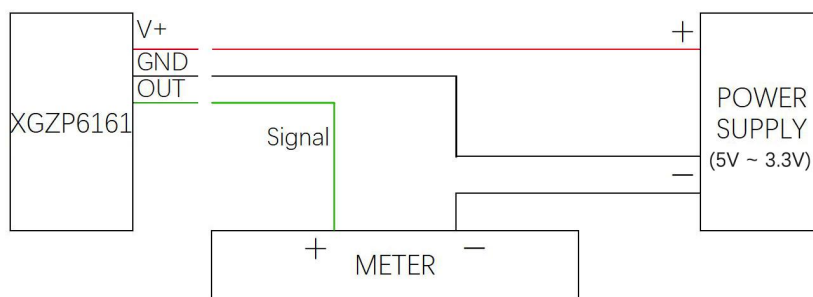 V+
GND
OUT
XGZP6161
Signal
+
POWER
SUPPLY
(5V ~ 3.3V)
—
+
—
METER